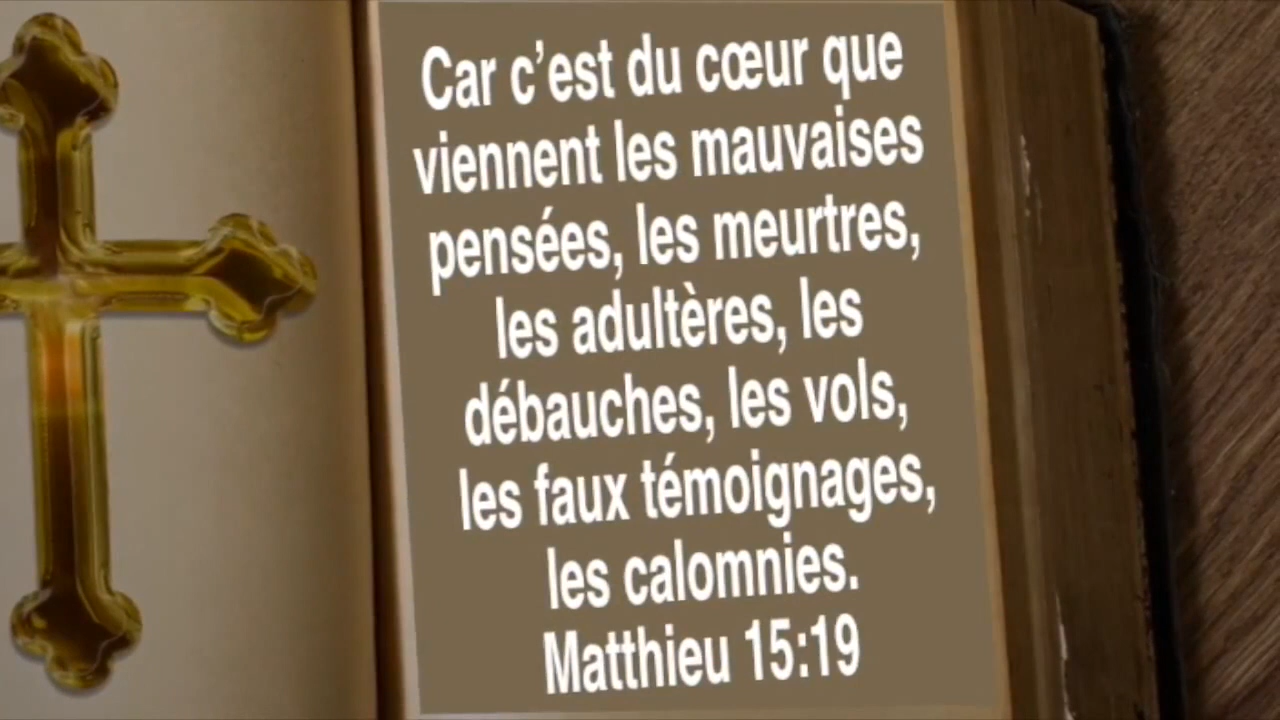 Car c’est du cœur que
viennent les mauvaises
pensées, les meurtres,
les adultères, les
débauches, les vols,
les faux témoignages,
les calomnies.
Matthieu 15:19